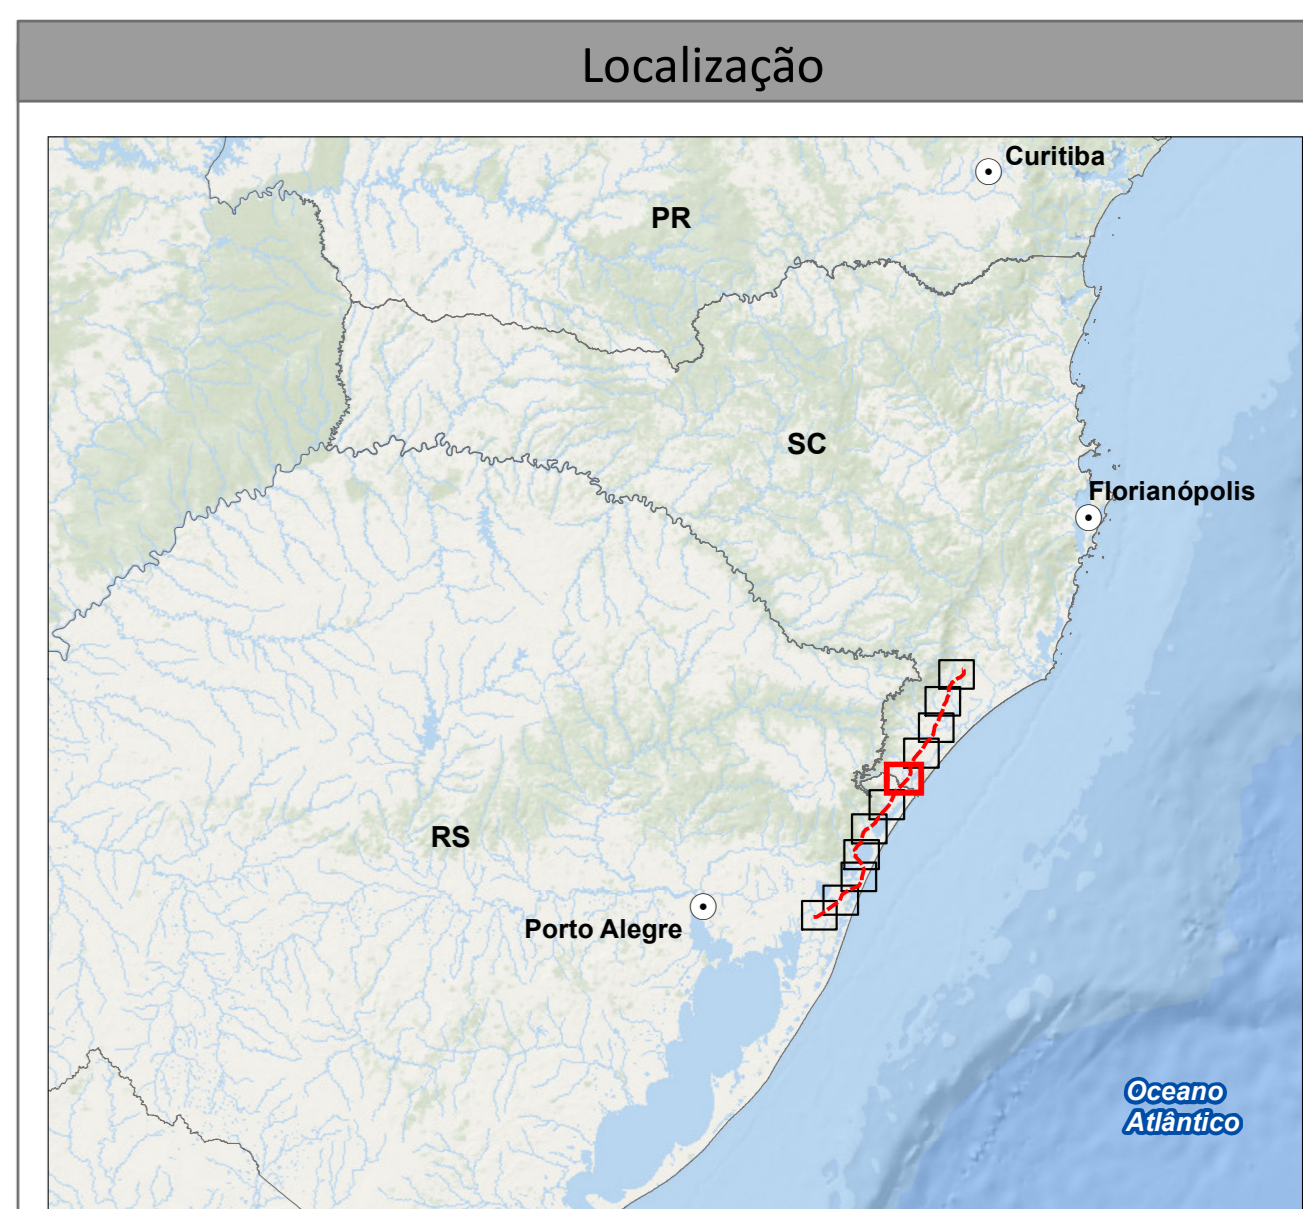 Localização
Curitiba
PR
SC
Florianópolis
RS
Porto Alegre
Oceano
Atlântico